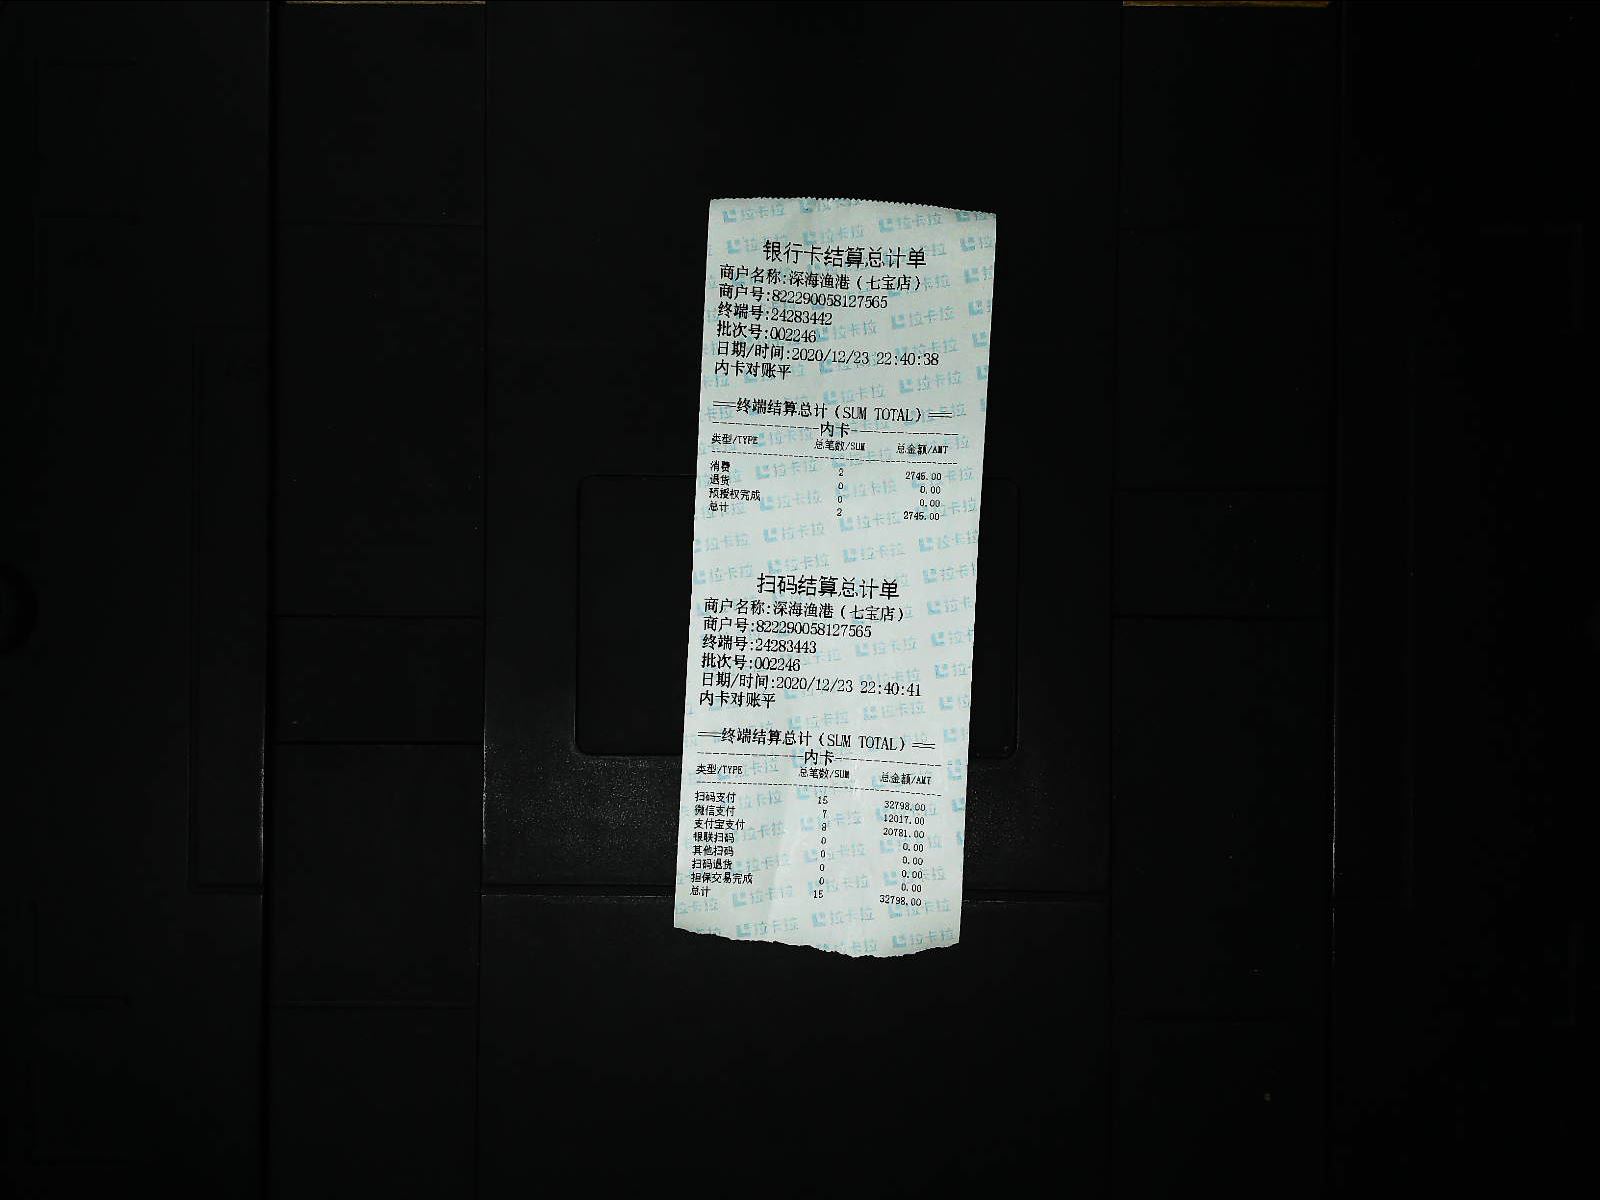 银行卡结算总计单
商户名称:深海渔港(七宝店)
商户号:822290058127565
终端号:24283442
批次号:002246
日期/时间:2020/12/23 22:40:38
内卡对账平
==终端结算总计(SUM TOTAL)==
内卡
类型/TYPE 总笔数/SUM 总金额/AMT
消费 2 2745.00
退货 0 0.00
预授权完成 0 0.00
总计 2 2745.00
扫码结算总计单
商户名称:深海渔港(七宝店)
商户号:822290058127565
终端号:24283443
批次号:002246
日期/时间:2020/12/23 22:40:41
内卡对账平
==终端结算总计(SUM TOTAL)==
内卡
类型/TYPE 总笔数/SUM 总金额/AMT
扫码支付 15 32798.00
微信支付 7 12017.00
支付宝支付 8 20781.00
银联扫码 0 0.00
其他扫码 0 0.00
扫码退货 0 0.00
担保交易完成 0 0.00
总计 15 32798.00
拉卡拉